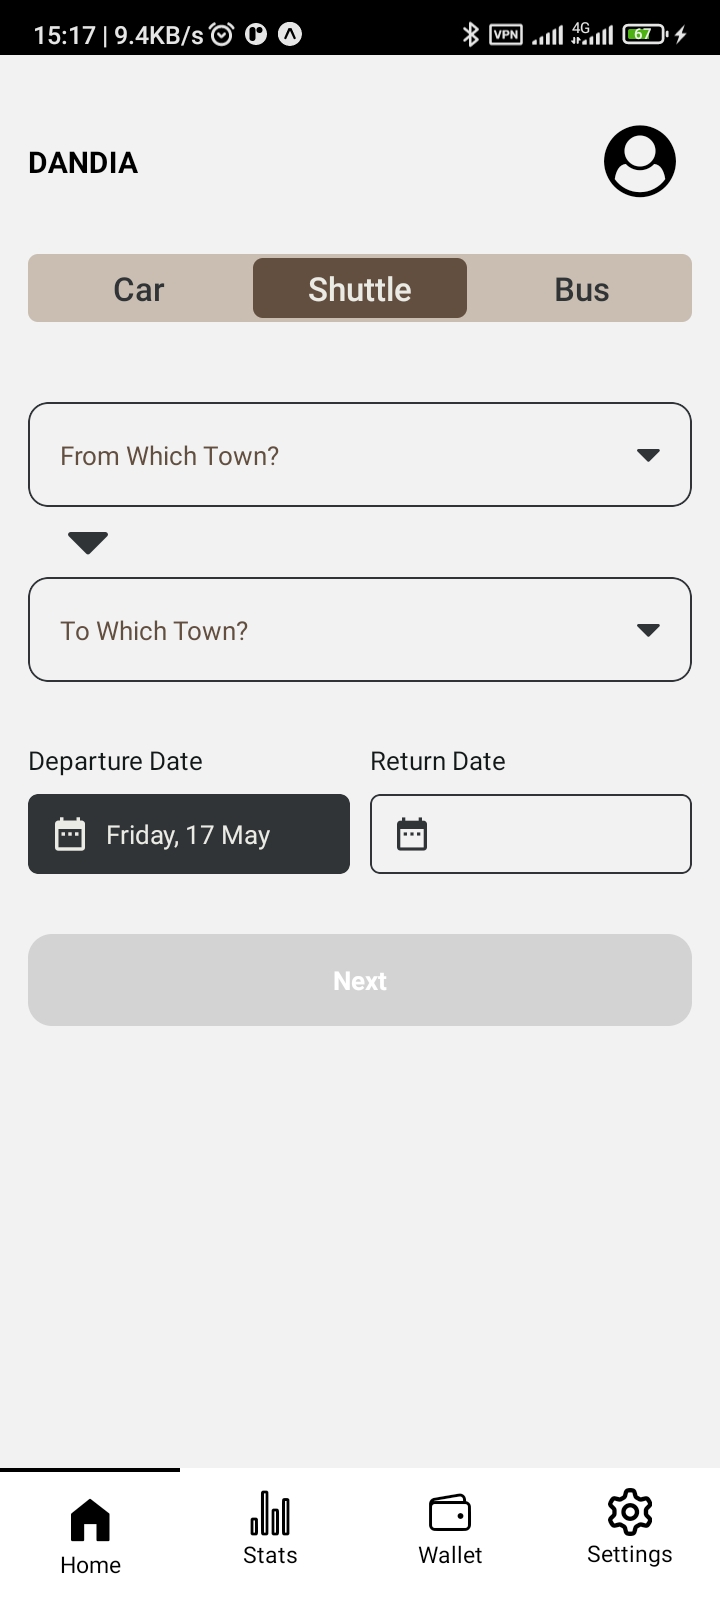 15:17 | 9.4KB/s VPN 4G 67
DANDIA
Car Shuttle Bus
From Which Town?
To Which Town?
Departure Date Return Date
Friday, 17 May
Next
Home Stats Wallet Settings